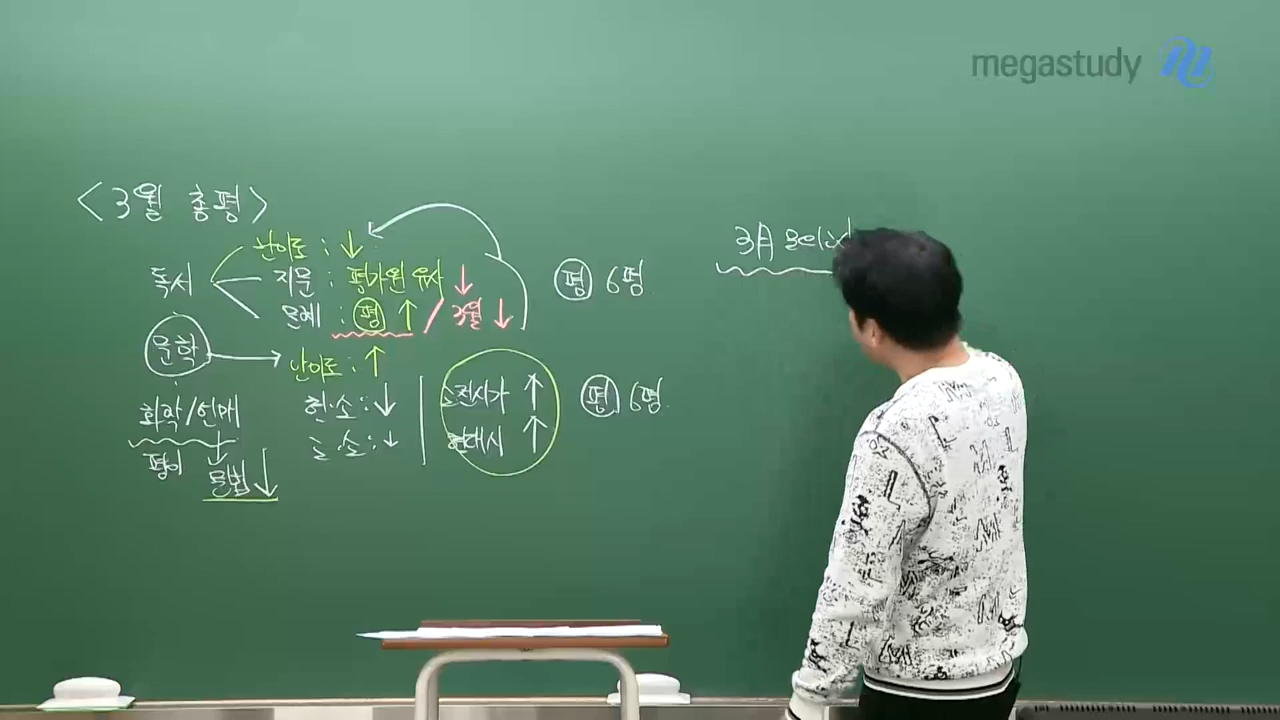 megastudy
<3월 총평>
난이도 : ↓
독서
지문 : 평가원 유사 ↓
문제 : 평 ↑ / 3월 ↓
평 6평
문학
난이도 : ↑
화작/언매
현·소 : ↓
고전시가 ↑
평 6평
고·소 : ↓
현대시 ↑
평이
문법 ↓
3月 모의